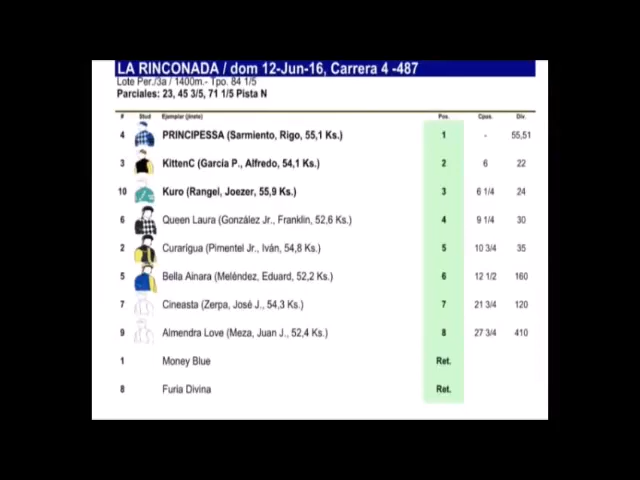 LA RINCONADA / dom 12-Jun-16, Carrera 4 -487
Lote Per./3a / 1400m.- Tpo. 84 1/5
Parciales: 23, 45 3/5, 71 1/5 Pista N
# Stud Ejemplar (jinete) Pos. Cpos. Div.
4 PRINCIPESSA (Sarmiento, Rigo, 55,1 Ks.) 1 - 55,51
3 KittenC (García P., Alfredo, 54,1 Ks.) 2 6 22
10 Kuro (Rangel, Joezer, 55,9 Ks.) 3 6 1/4 24
6 Queen Laura (González Jr., Franklin, 52,6 Ks.) 4 9 1/4 30
2 Curarigua (Pimentel Jr., Iván, 54,8 Ks.) 5 10 3/4 35
5 Bella Ainara (Meléndez, Eduard, 52,2 Ks.) 6 12 1/2 160
7 Cineasta (Zerpa, José J., 54,3 Ks.) 7 21 3/4 120
9 Almendra Love (Meza, Juan J., 52,4 Ks.) 8 27 3/4 410
1 Money Blue Ret.
8 Furia Divina Ret.